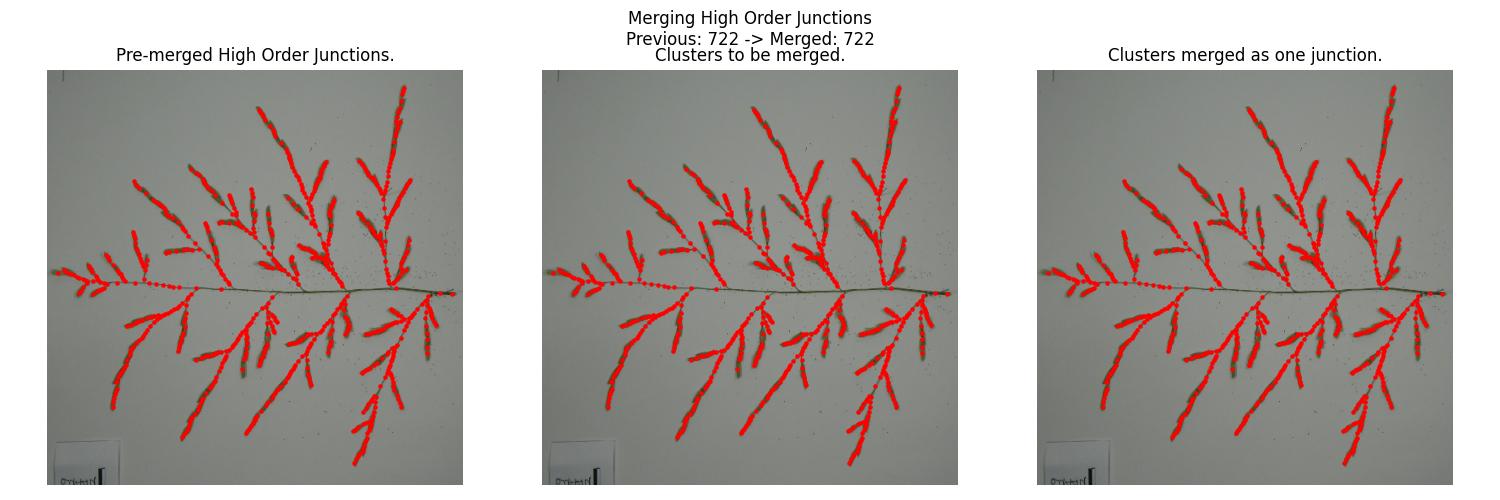 Merging High Order Junctions
Previous: 722 -> Merged: 722
Pre-merged High Order Junctions.
Clusters to be merged.
Clusters merged as one junction.